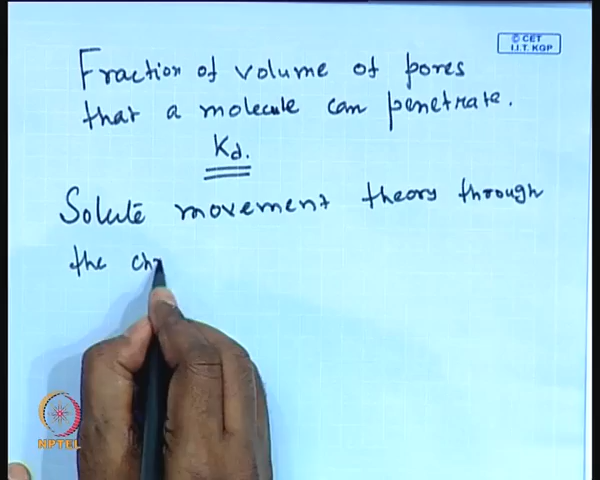 © CET
I.I.T. KGP
Fraction of volume of pores
that a molecule can penetrate.
Kd.
Solute movement theory through
the ch
NPTEL